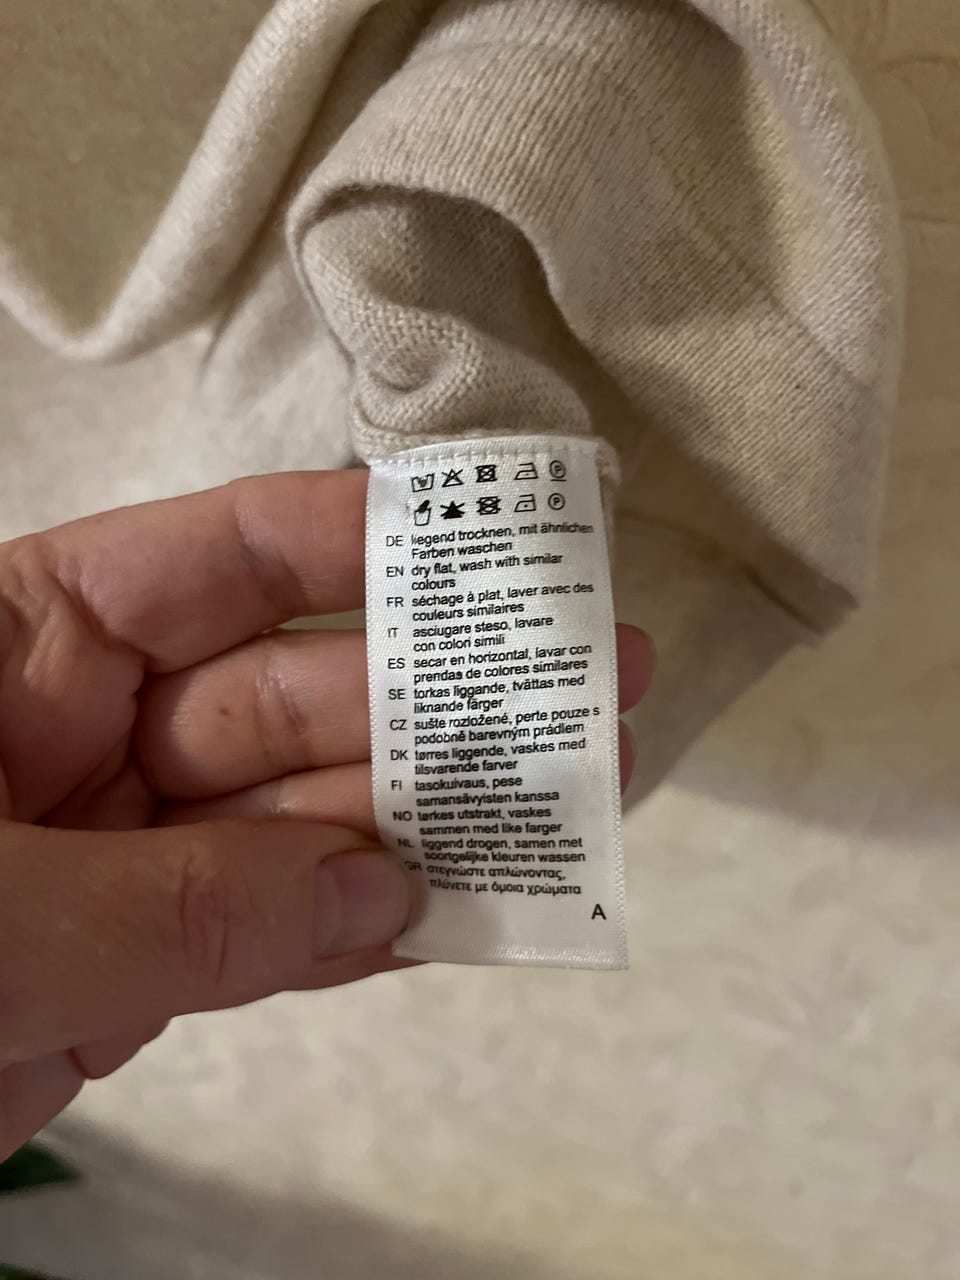 P
P
DE liegend trocknen, mit ähnlichen
Farben waschen
EN dry flat, wash with similar
colours
FR séchage à plat, laver avec des
couleurs similaires
IT asciugare steso, lavare
con colori simili
ES secar en horizontal, lavar con
prendas de colores similares
SE torkas liggande, tvättas med
liknande färger
CZ sušte rozložené, perte pouze s
podobně barevným prádlem
DK tørres liggende, vaskes med
tilsvarende farver
FI tasokuivaus, pese
samansävyisten kanssa
NO tørkes utstrakt, vaskes
sammen med like farger
NL liggend drogen, samen met
soortgelijke kleuren wassen
GR στεγνώστε απλώνοντας,
πλύνετε με όμοια χρώματα
A